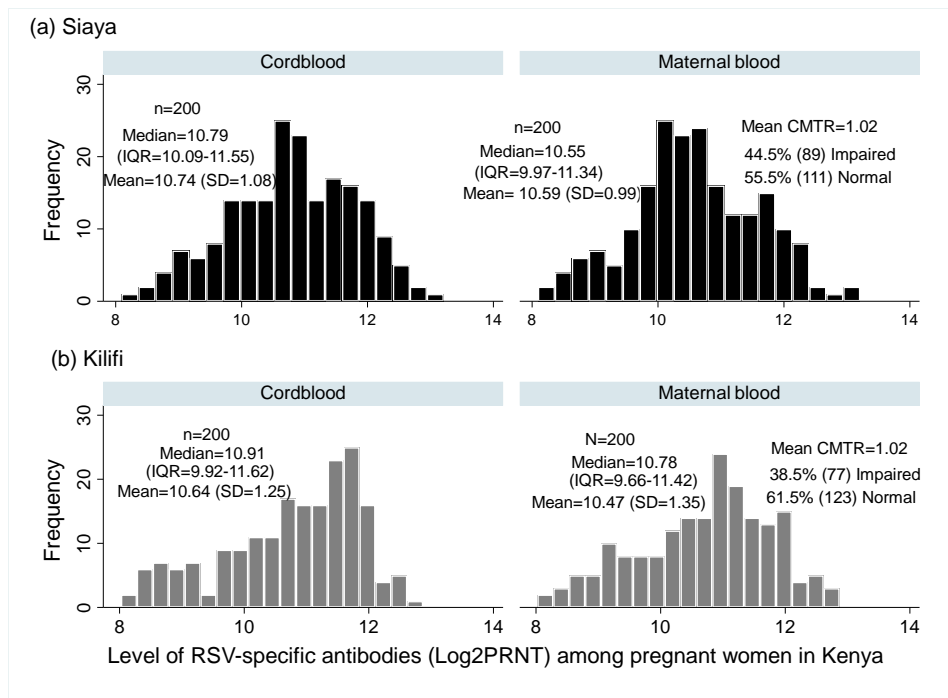 (a) Siaya
Cordblood
Maternal blood
Frequency
30
20
10
0
n=200
Median=10.79
(IQR=10.09-11.55)
Mean=10.74 (SD=1.08)
8 10 12 14
n=200
Median=10.55
(IQR=9.97-11.34)
Mean= 10.59 (SD=0.99)
Mean CMTR=1.02
44.5% (89) Impaired
55.5% (111) Normal
8 10 12 14
(b) Kilifi
Cordblood
Maternal blood
Frequency
30
20
10
0
n=200
Median=10.91
(IQR=9.92-11.62)
Mean=10.64 (SD=1.25)
8 10 12 14
N=200
Median=10.78
(IQR=9.66-11.42)
Mean=10.47 (SD=1.35)
Mean CMTR=1.02
38.5% (77) Impaired
61.5% (123) Normal
8 10 12 14
Level of RSV-specific antibodies (Log2PRNT) among pregnant women in Kenya